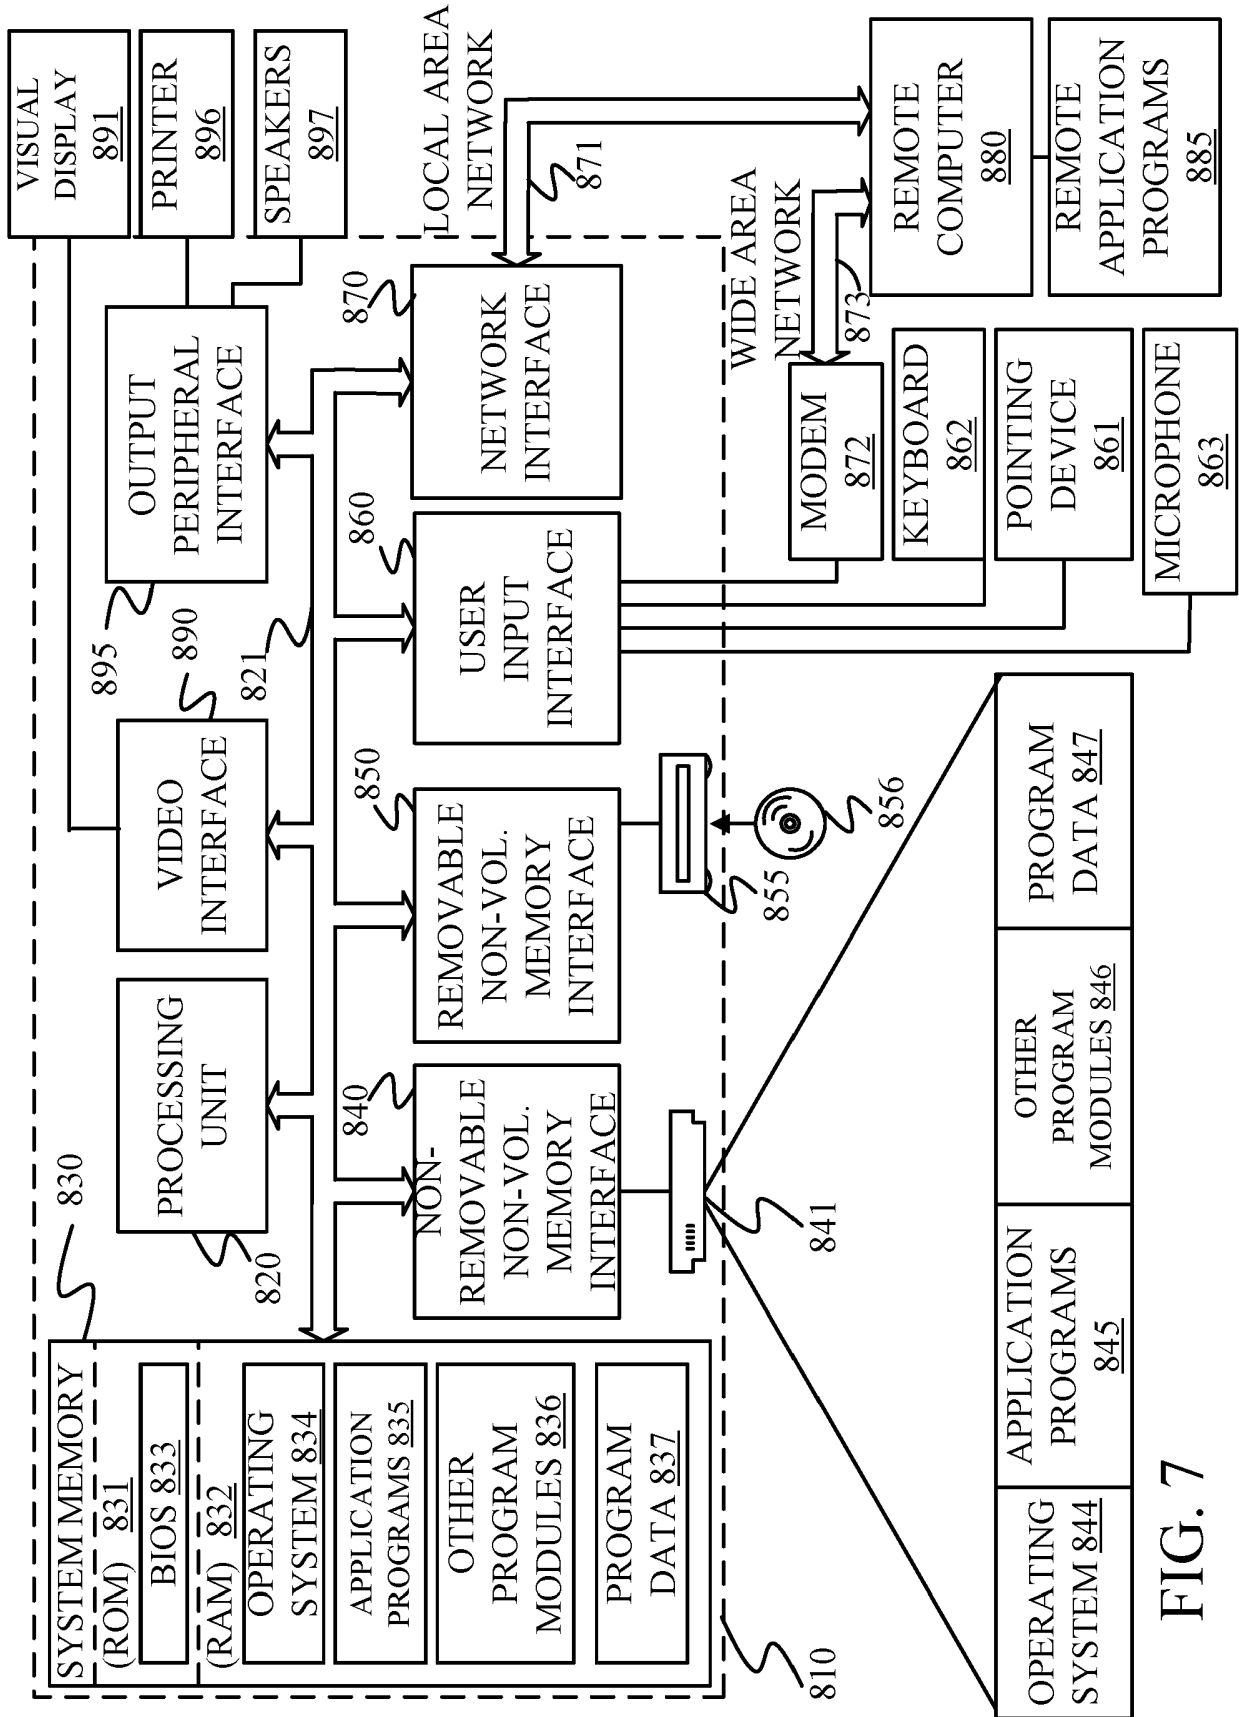 SYSTEM MEMORY
(ROM) 831
BIOS 833
(RAM) 832
OPERATING
SYSTEM 834
APPLICATION
PROGRAMS 835
OTHER
PROGRAM
MODULES 836
PROGRAM
DATA 837
810
830
PROCESSING
UNIT
820
VIDEO
INTERFACE
890
821
OUTPUT
PERIPHERAL
INTERFACE
895
VISUAL
DISPLAY
891
PRINTER
896
SPEAKERS
897
NON-
REMOVABLE
NON-VOL.
MEMORY
INTERFACE
840
REMOVABLE
NON-VOL.
MEMORY
INTERFACE
850
USER
INPUT
INTERFACE
860
NETWORK
INTERFACE
870
LOCAL AREA
NETWORK
871
841
855
856
WIDE AREA
NETWORK
873
MODEM
872
KEYBOARD
862
POINTING
DEVICE
861
MICROPHONE
863
REMOTE
COMPUTER
880
REMOTE
APPLICATION
PROGRAMS
885
OPERATING
SYSTEM 844
APPLICATION
PROGRAMS
845
OTHER
PROGRAM
MODULES 846
PROGRAM
DATA 847
FIG. 7